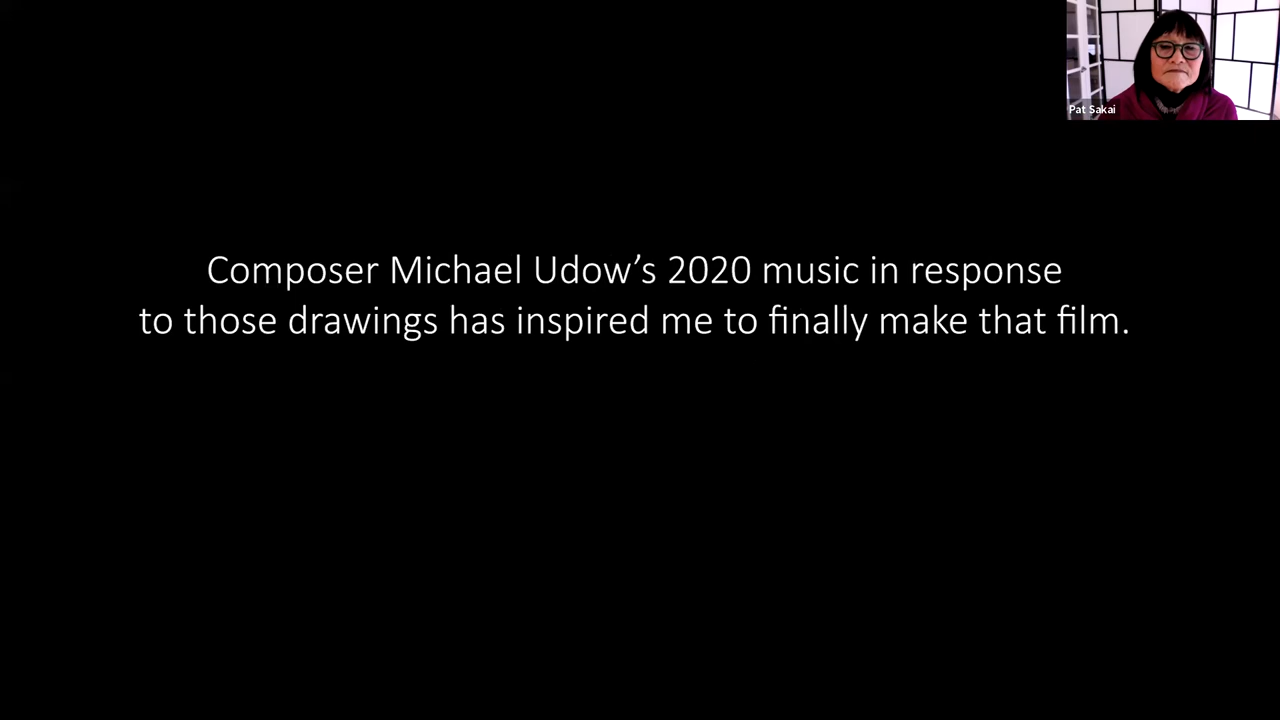 Pat Sakai
Composer Michael Udow’s 2020 music in response
to those drawings has inspired me to finally make that film.